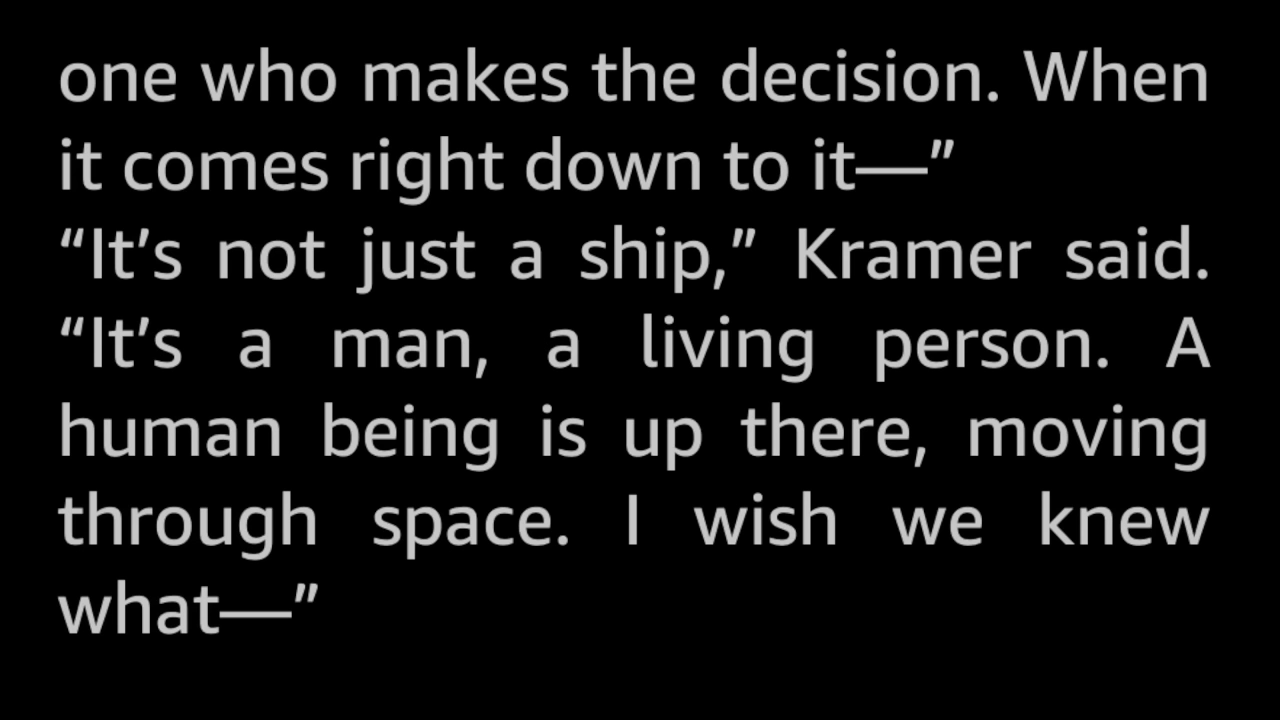 one who makes the decision. When
it comes right down to it—”
“It’s not just a ship,” Kramer said.
“It’s a man, a living person. A
human being is up there, moving
through space. I wish we knew
what—”